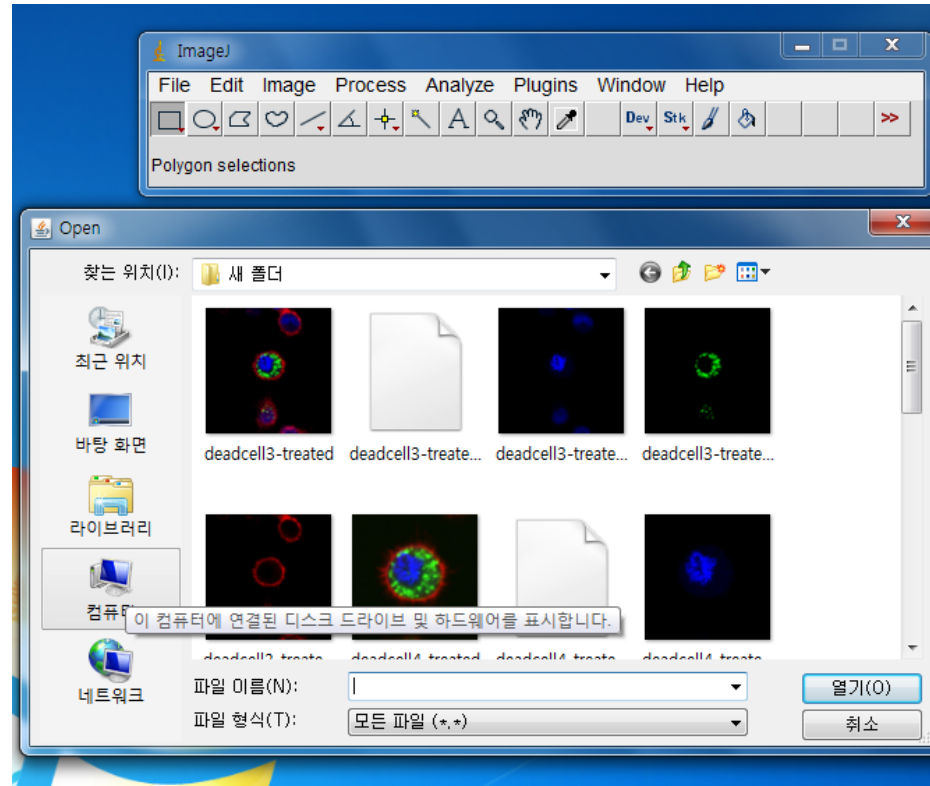 ImageJ
File Edit Image Process Analyze Plugins Window Help
A Dev Stk >>
Polygon selections
Open
찾는 위치(I): 새 폴더
최근 위치
바탕 화면
라이브러리
컴퓨터
네트워크
deadcell3-treated deadcell3-treate... deadcell3-treate... deadcell3-treate...
이 컴퓨터에 연결된 디스크 드라이브 및 하드웨어를 표시합니다.
파일 이름(N): 열기(O)
파일 형식(T): 모든 파일 (*.*) 취소